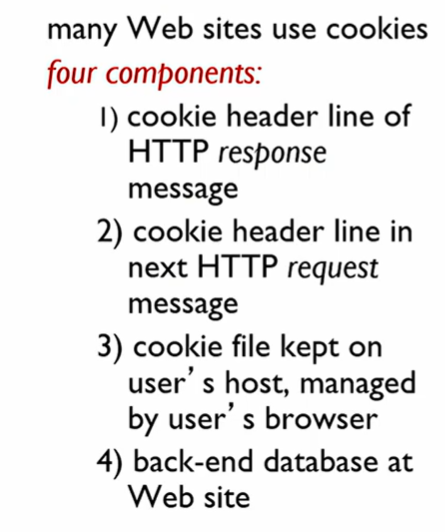 many Web sites use cookies
four components:
1) cookie header line of
HTTP response
message
2) cookie header line in
next HTTP request
message
3) cookie file kept on
user’s host, managed
by user’s browser
4) back-end database at
Web site